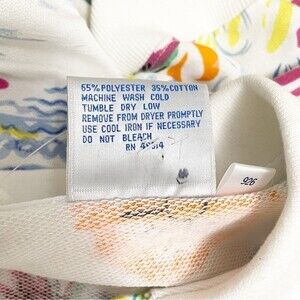 65% POLYESTER 35% COTTON
MACHINE WASH COLD
TUMBLE DRY LOW
REMOVE FROM DRYER PROMPTLY
USE COOL IRON IF NECESSARY
DO NOT BLEACH
RN
926